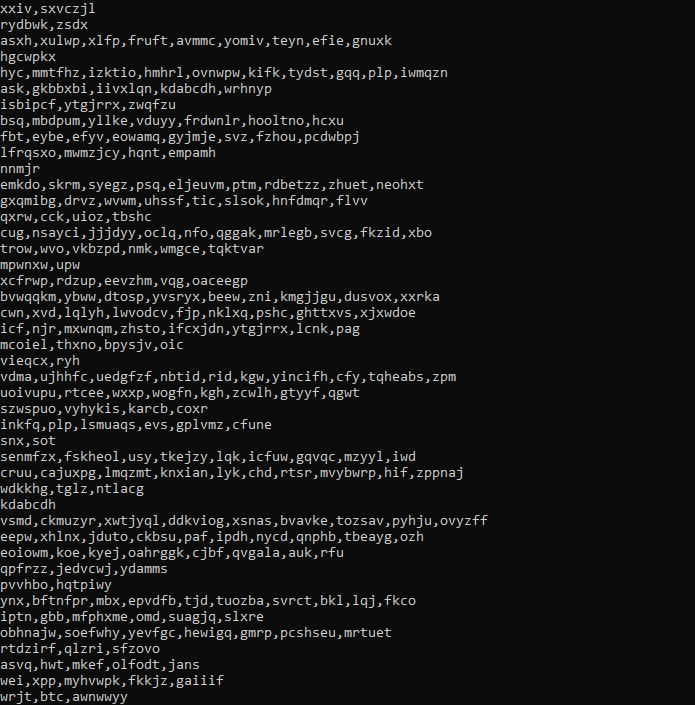 xxiv,sxvczjl
rydbwk,zsdx
asxh,xulwp,xlfp,fruft,avmmc,yomiv,teyn,efie,gnuxk
hgcwpkx
hyc,mmtfhz,izktio,hmhrl,ovnwpw,kifk,tydst,gqq,plp,iwmqzn
ask,gkbbxbi,iivxlqn,kdabcdh,wrhnyp
isbipcf,ytgjrrx,zwqfzu
bsq,mbdpum,yllke,vduyy,frdwnlr,hooltno,hcxu
fbt,eybe,efyv,eowamq,gyjmje,svz,fzhou,pcdwbpj
lfrqsxo,mwmzjcy,hqnt,empamh
nnmjr
emkdo,skrm,syegz,psq,eljeuvm,ptm,rdbetzz,zhuet,neohxt
gxqmibg,drvz,wvwm,uhssf,tic,slsok,hnfdmqr,flvv
qxrw,cck,uioz,tbshc
cug,nsayci,jjjdyy,oclq,nfo,qggak,mrlegb,svcg,fkzid,xbo
trow,wvo,vkbzpd,nmk,wmgce,tqktvar
mpwnxw,upw
xcfrwp,rdzup,eevzhm,vqg,oaceegp
bvwqqkm,ybww,dtosp,yvsryx,beew,zni,kmgjjgu,dusvox,xxrka
cwn,xvd,lqlyh,lwvodcv,fjp,nklxq,pshc,ghttxvs,xjxwdoe
icf,njr,mxwnqm,zhsto,ifcxjdn,ytgjrrx,lcnk,pag
mcoiel,thxno,bpysjv,oic
vieqcx,ryh
vdma,ujhhfc,uedgfzf,nbtid,rid,kgw,yincifh,cfy,tqheabs,zpm
uoivupu,rtcee,wxxp,wogfn,kgh,zcwlh,gtyyf,qgwt
szwspuo,vyhykis,karcb,coxr
inkfq,plp,lsmuaqs,evs,gplvmz,cfune
snx,sot
senmfzx,fskheol,usy,tkejzy,lqk,icfuw,gqvqc,mzyyl,iwd
cruu,cajuxpg,lmqzmt,knxian,lyk,chd,rtsr,mvybwrp,hif,zppnaj
wdkkhg,tglz,ntlacg
kdabcdh
vsmd,ckmuzyr,xwtjyql,ddkviog,xsnas,bvavke,tozsav,pyhju,ovyzff
eepw,xhlnx,jduto,ckbsu,paf,ipdh,nycd,qnphb,tbeayg,ozh
eoiowm,koe,kyej,oahrggk,cjbf,qvgala,auk,rfu
qpfrzz,jedvcwj,ydamms
pvvhbo,hqtpiwy
ynx,bftnfpr,mbx,epvdfb,tjd,tuozba,svrct,bkl,lqj,fkco
iptn,gbb,mfphxme,omd,suagjq,slxre
obhnajw,soefwhy,yevfgc,hewigq,gmrp,pcshseu,mrtuet
rtdzirf,qlzri,sfzovo
asvq,hwt,mkef,olfodt,jans
wei,xpp,myhvwpk,fkkjz,gaiiif
wrjt,btc,awnwwyy